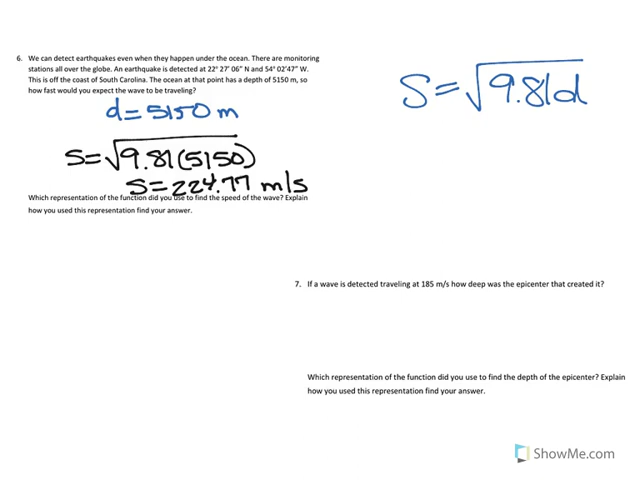 6. We can detect earthquakes even when they happen under the ocean. There are monitoring
stations all over the globe. An earthquake is detected at 22° 27' 06" N and 54° 02'47" W.
This is off the coast of South Carolina. The ocean at that point has a depth of 5150 m, so
how fast would you expect the wave to be traveling?
S=√9.81d
d=5150 m
S=√9.81(5150)
S=224.77 m/s
Which representation of the function did you use to find the speed of the wave? Explain
how you used this representation find your answer.
7. If a wave is detected traveling at 185 m/s how deep was the epicenter that created it?
Which representation of the function did you use to find the depth of the epicenter? Explain
how you used this representation find your answer.
ShowMe.com